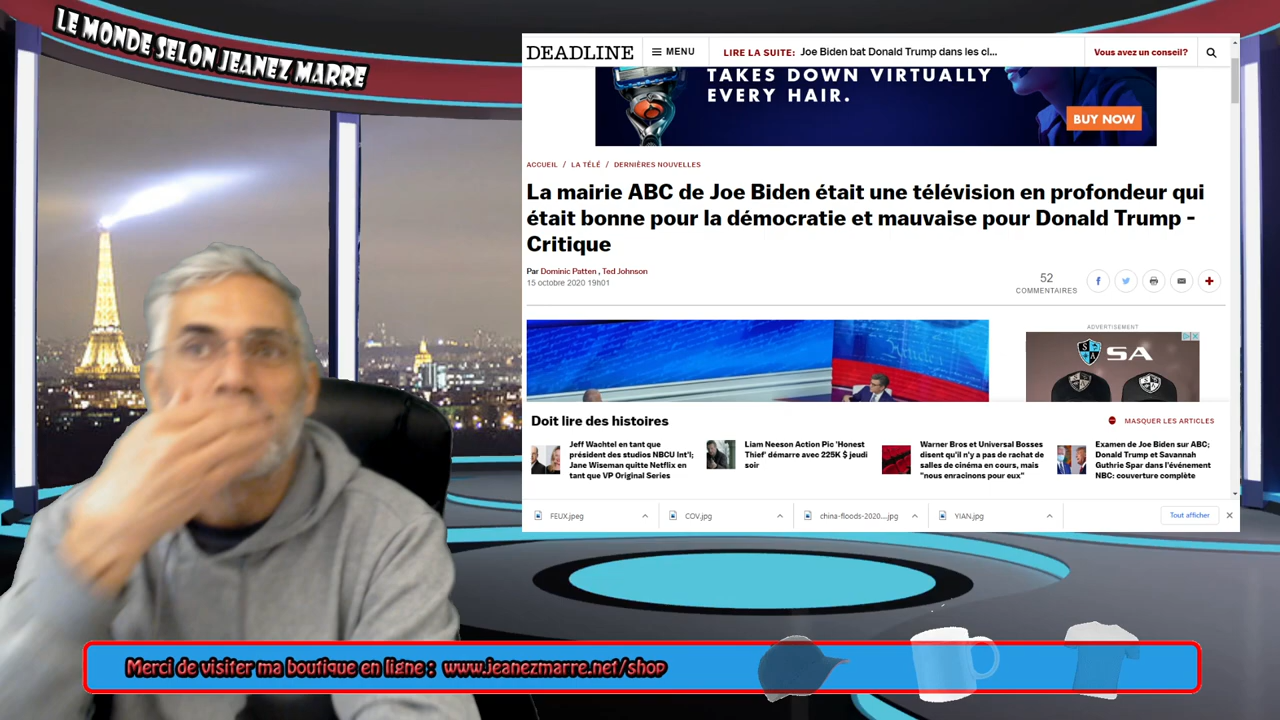 LE MONDE SELON JEANEZ MARRE
DEADLINE
MENU
LIRE LA SUITE: Joe Biden bat Donald Trump dans les cl...
Vous avez un conseil?
TAKES DOWN VIRTUALLY
EVERY HAIR.
BUY NOW
ACCUEIL / LA TÉLÉ / DERNIÈRES NOUVELLES
La mairie ABC de Joe Biden était une télévision en profondeur qui
était bonne pour la démocratie et mauvaise pour Donald Trump -
Critique
Par Dominic Patten , Ted Johnson
15 octobre 2020 19h01
52
COMMENTAIRES
ADVERTISEMENT
SA
Doit lire des histoires
MASQUER LES ARTICLES
Jeff Wachtel en tant que
président des studios NBCU Int'l;
Jane Wiseman quitte Netflix en
tant que VP Original Series
Liam Neeson Action Pic 'Honest
Thief' démarre avec 225K $ jeudi
soir
Warner Bros et Universal Bosses
disent qu'il n'y a pas de rachat de
salles de cinéma en cours, mais
"nous enracinons pour eux"
Examen de Joe Biden sur ABC;
Donald Trump et Savannah
Guthrie Spar dans l'événement
NBC: couverture complète
FEUX.jpeg
COV.jpg
china-floods-2020....jpg
YIAN.jpg
Tout afficher
Merci de visiter ma boutique en ligne : www.jeanezmarre.net/shop